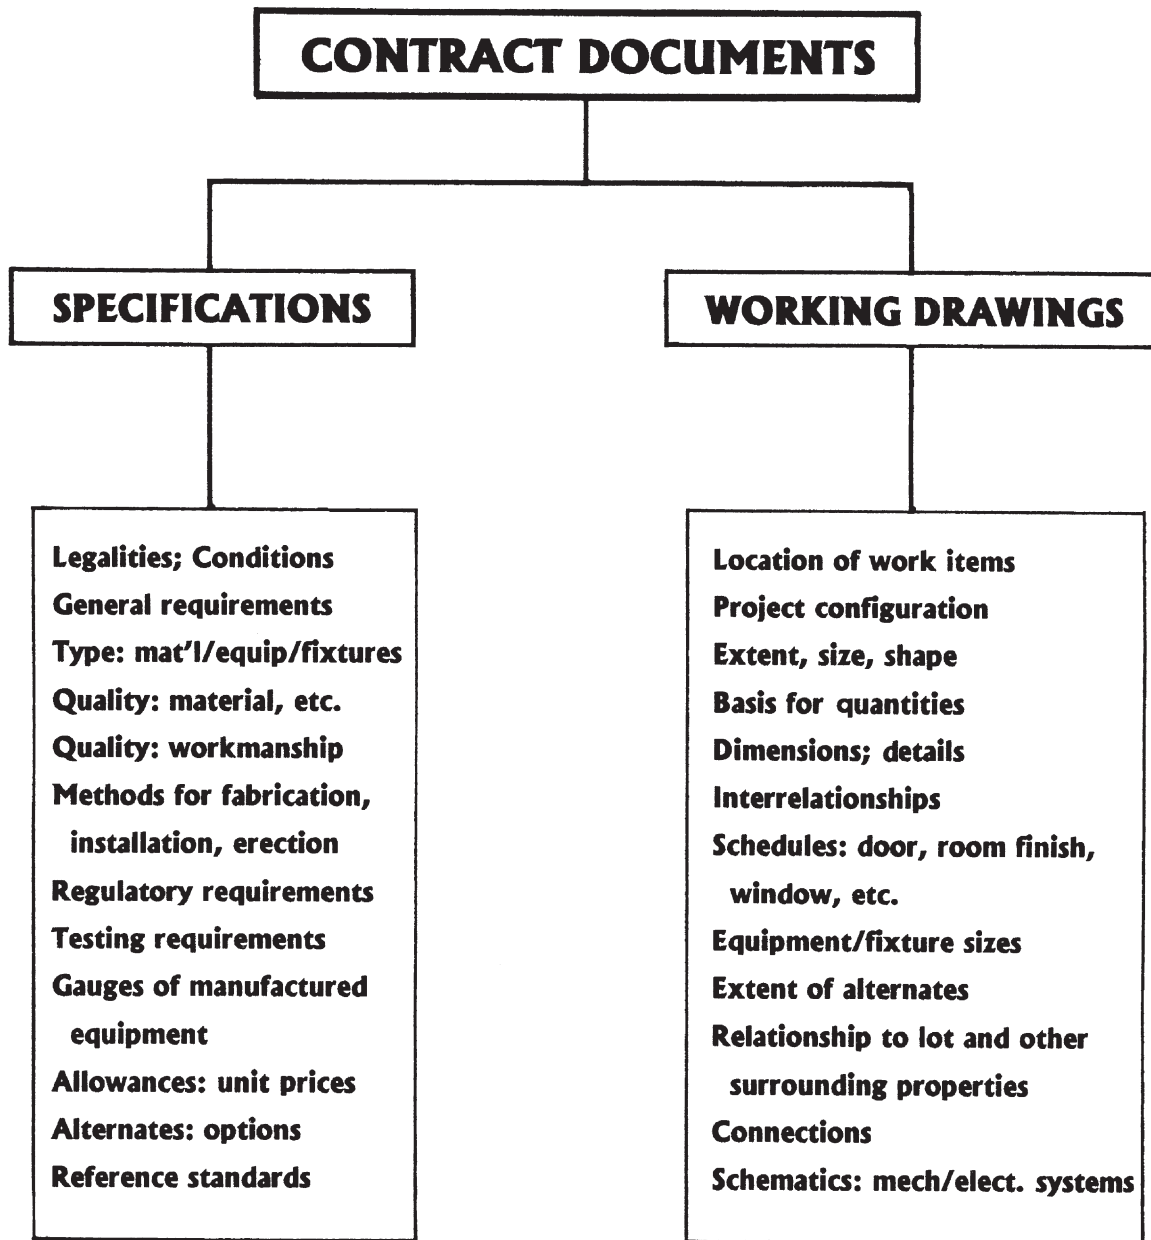 CONTRACT DOCUMENTS
SPECIFICATIONS
Legalities; Conditions
General requirements
Type: mat'l/equip/fixtures
Quality: material, etc.
Quality: workmanship
Methods for fabrication,
installation, erection
Regulatory requirements
Testing requirements
Gauges of manufactured
equipment
Allowances: unit prices
Alternates: options
Reference standards
WORKING DRAWINGS
Location of work items
Project configuration
Extent, size, shape
Basis for quantities
Dimensions; details
Interrelationships
Schedules: door, room finish,
window, etc.
Equipment/fixture sizes
Extent of alternates
Relationship to lot and other
surrounding properties
Connections
Schematics: mech/elect. systems